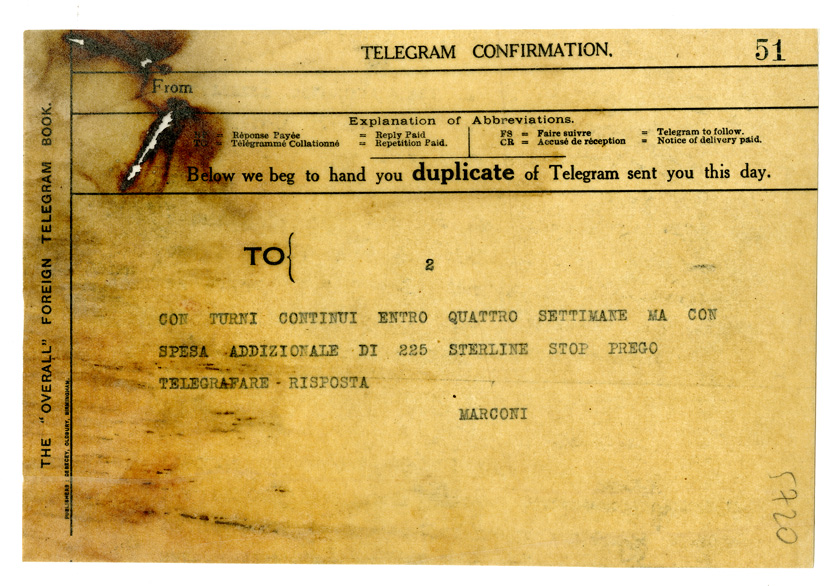 TELEGRAM CONFIRMATION.
51
From
Explanation of Abbreviations.
= Réponse Payée = Reply Paid
= Télégrammé Collationné = Repetition Paid.
FS = Faire suivre = Telegram to follow.
CR = Accusé de réception = Notice of delivery paid.
Below we beg to hand you duplicate of Telegram sent you this day.
TO
2
CON TURNI CONTINUI ENTRO QUATTRO SETTIMANE MA CON
SPESA ADDIZIONALE DI 225 STERLINE STOP PREGO
TELEGRAFARE RISPOSTA
MARCONI
THE "OVERALL" FOREIGN TELEGRAM BOOK.
5720